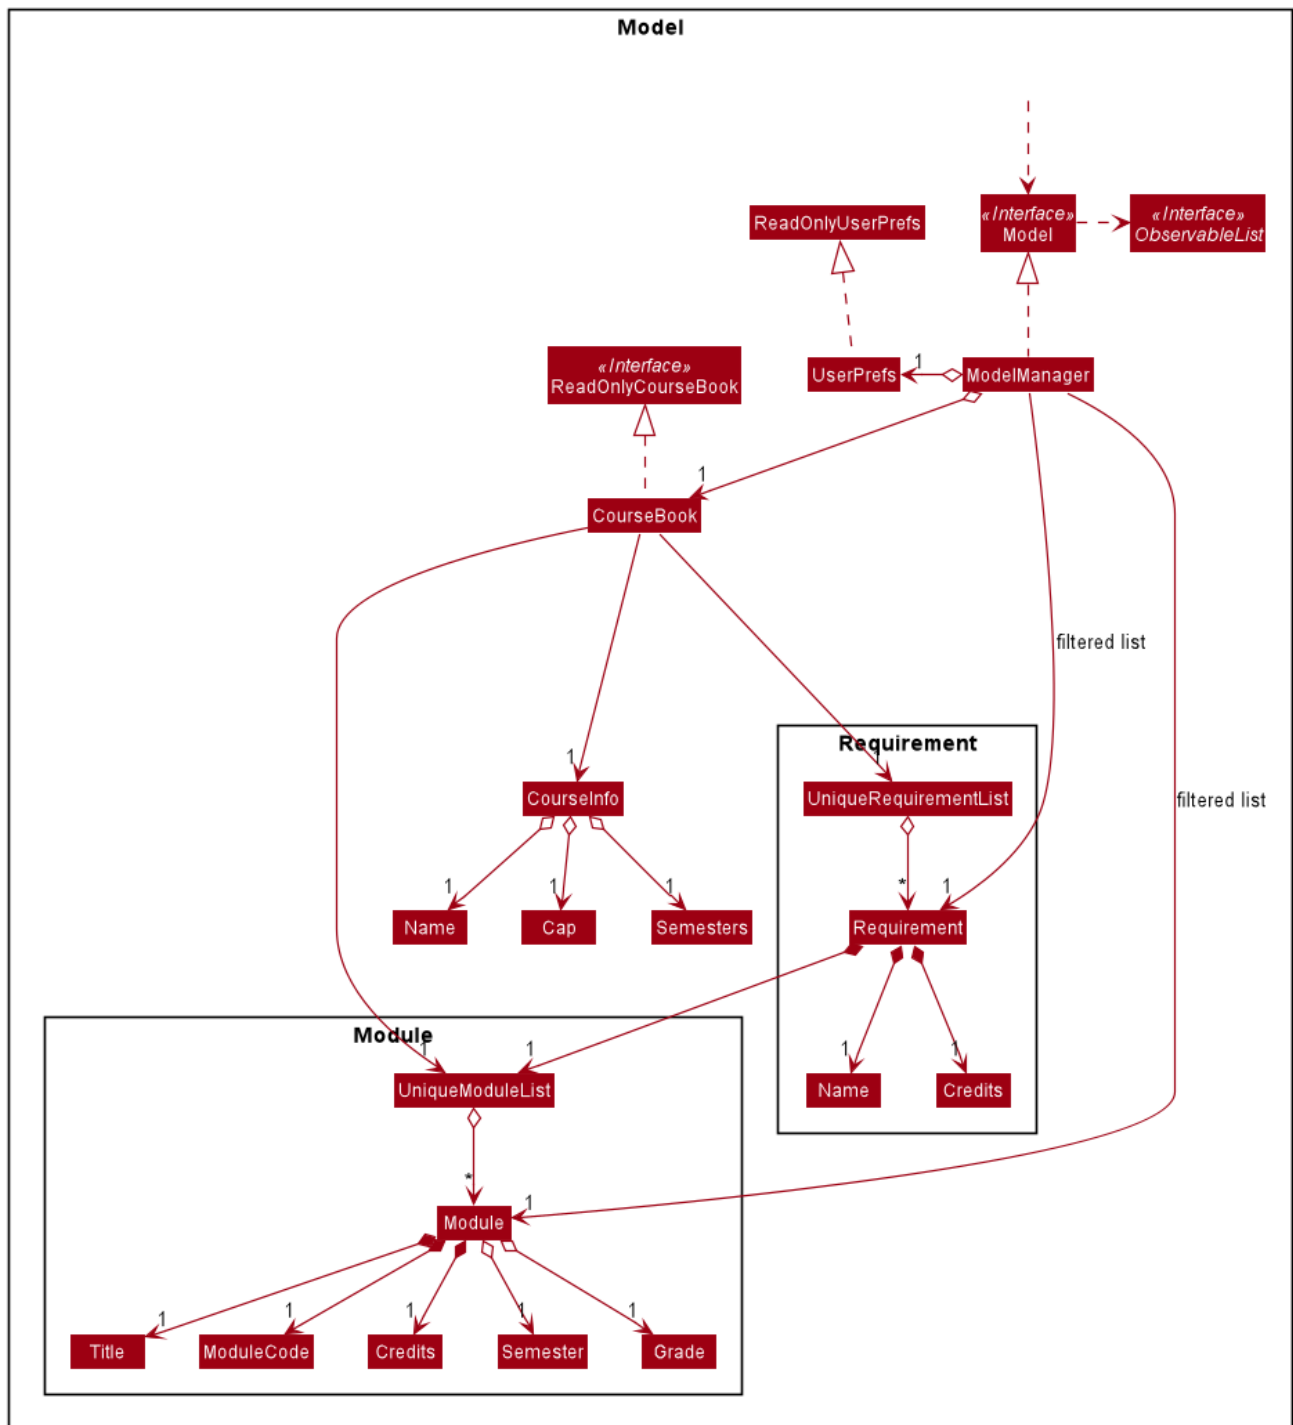 Model
«Interface»
Model
«Interface»
ObservableList
ReadOnlyUserPrefs
«Interface»
ReadOnlyCourseBook
UserPrefs
1
ModelManager
1
CourseBook
filtered list
filtered list
Requirement
1
1
CourseInfo
UniqueRequirementList
1
1
1
*
1
Name
Cap
Semesters
Requirement
Module
1
1
1
1
UniqueModuleList
Name
Credits
*
1
Module
1
1
1
1
1
Title
ModuleCode
Credits
Semester
Grade